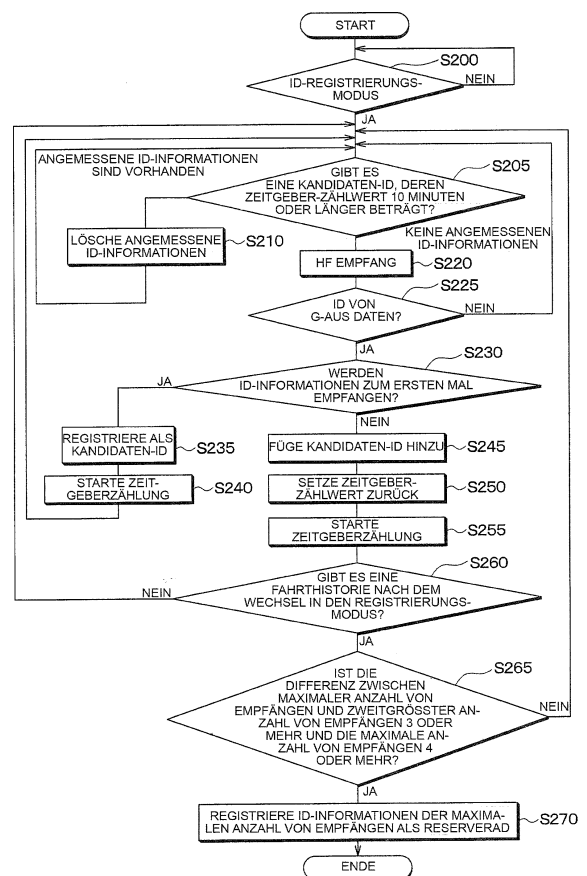 START
S200
ID-REGISTRIERUNGS-
MODUS
NEIN
JA
ANGEMESSENE ID-INFORMATIONEN
SIND VORHANDEN
S205
GIBT ES
EINE KANDIDATEN-ID, DEREN
ZEITGEBER-ZÄHLWERT 10 MINUTEN
ODER LÄNGER BETRÄGT?
KEINE ANGEMESSENEN
ID-INFORMATIONEN
LÖSCHE ANGEMESSENE
ID-INFORMATIONEN
S210
HF EMPFANG
S220
S225
ID VON
G-AUS DATEN?
NEIN
JA
S230
WERDEN
ID-INFORMATIONEN ZUM ERSTEN MAL
EMPFANGEN?
JA
NEIN
REGISTRIERE ALS
KANDIDATEN-ID
S235
STARTE ZEIT-
GEBERZÄHLUNG
S240
FÜGE KANDIDATEN-ID HINZU
S245
SETZE ZEITGEBER-
ZÄHLWERT ZURÜCK
S250
STARTE
ZEITGEBERZÄHLUNG
S255
S260
GIBT ES EINE
FAHRTHISTORIE NACH DEM
WECHSEL IN DEN REGISTRIERUNGS-
MODUS?
NEIN
JA
S265
IST DIE
DIFFERENZ ZWISCHEN
MAXIMALER ANZAHL VON
EMPFÄNGEN UND ZWEITGRÖSSTER AN-
ZAHL VON EMPFÄNGEN 3 ODER
MEHR UND DIE MAXIMALE AN-
ZAHL VON EMPFÄNGEN 4
ODER MEHR?
NEIN
JA
REGISTRIERE ID-INFORMATIONEN DER MAXIMA-
LEN ANZAHL VON EMPFÄNGEN ALS RESERVERAD
S270
ENDE